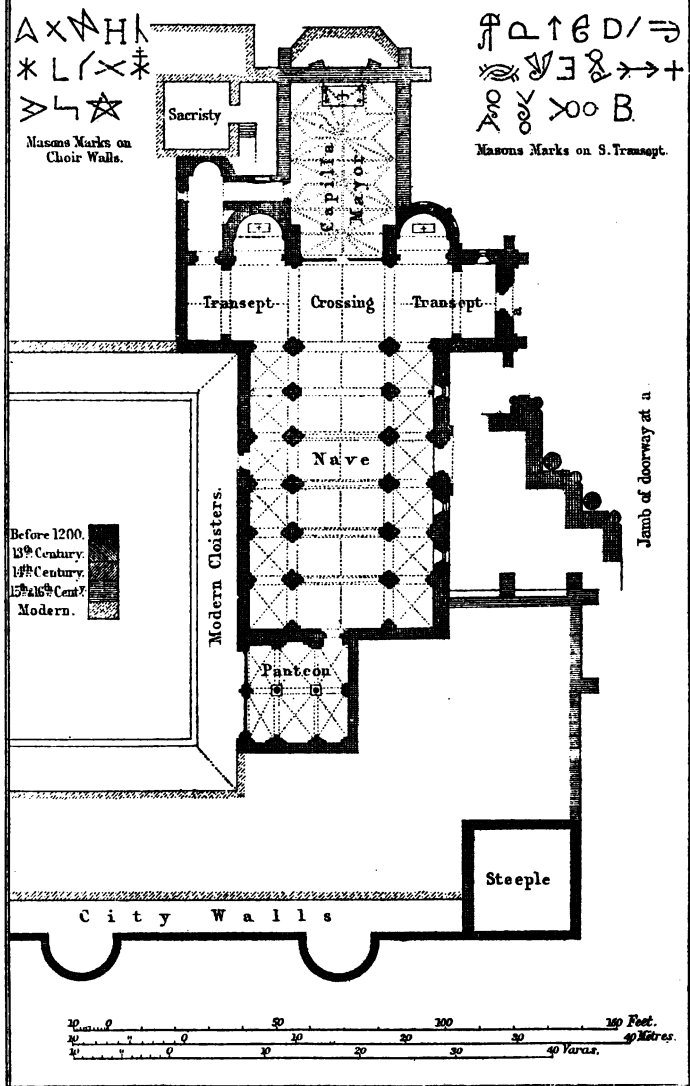 Masons Marks on
Choir Walls.
Masons Marks on S. Transept.
Sacristy
Capilla
Mayor
Transept
Crossing
Transept
a
Nave
Jamb of doorway at a
Before 1200.
13th Century.
14th Century.
15th & 16th Centy.
Modern.
Modern Cloisters.
Panteon
Steeple
City Walls
10 0 50 100 150 Feet.
10 0 10 20 30 40 Mètres.
10 0 10 20 30 40 Varas.